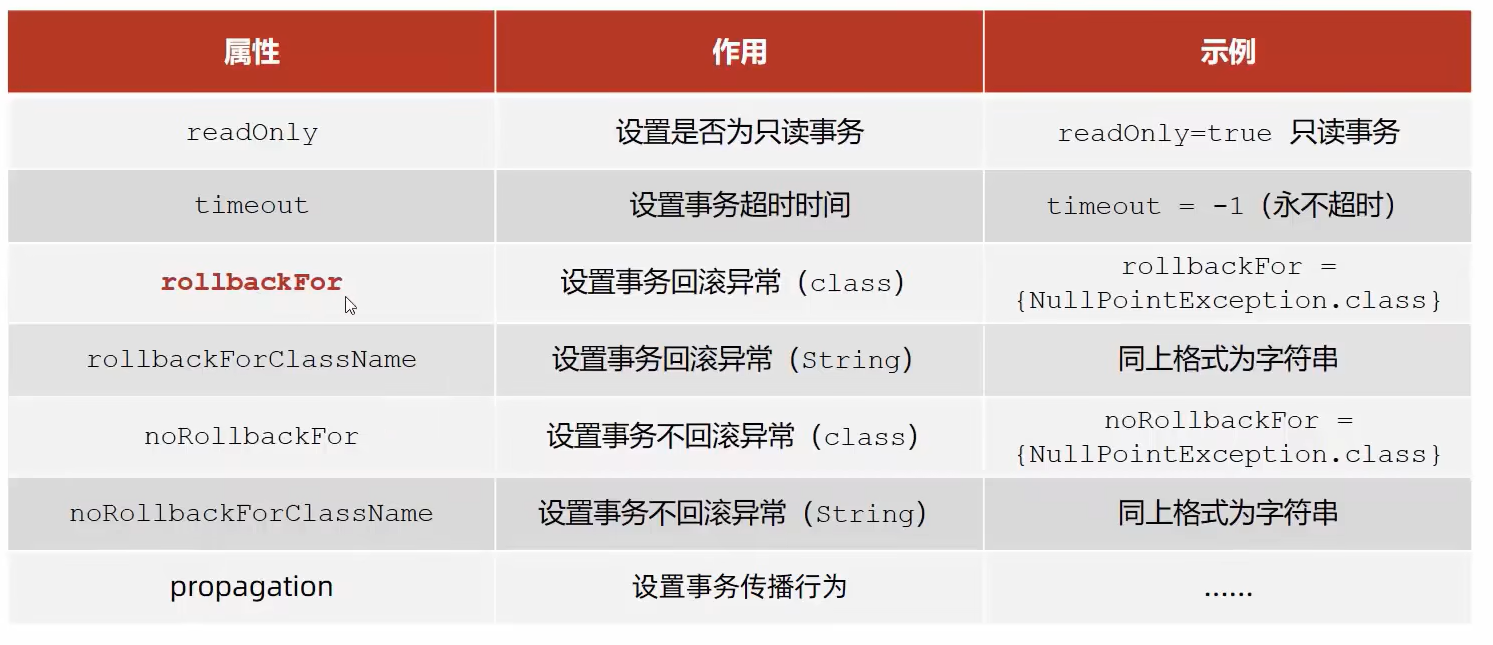 属性 作用 示例
readOnly 设置是否为只读事务 readOnly=true 只读事务
timeout 设置事务超时时间 timeout = -1（永不超时）
rollbackFor 设置事务回滚异常（class） rollbackFor =
{NullPointException.class}
rollbackForClassName 设置事务回滚异常（String） 同上格式为字符串
noRollbackFor 设置事务不回滚异常（class） noRollbackFor =
{NullPointException.class}
noRollbackForClassName 设置事务不回滚异常（String） 同上格式为字符串
propagation 设置事务传播行为 ……